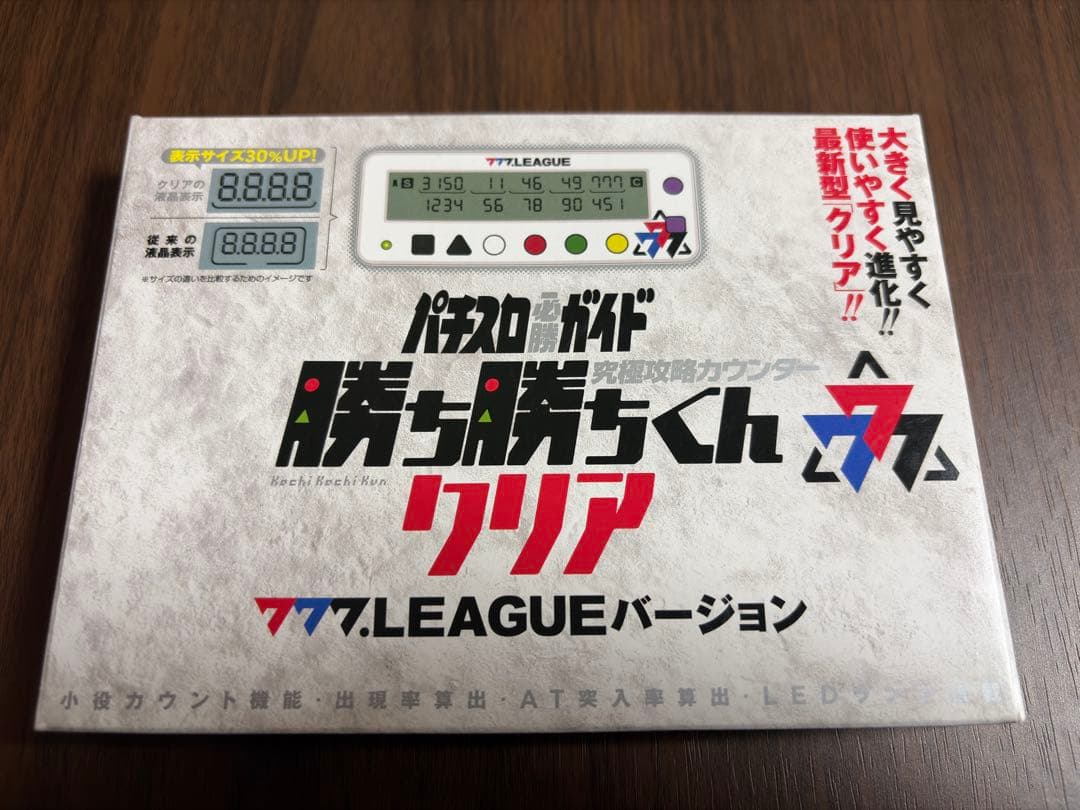 表示サイズ30%UP!
クリアの
液晶表示
8.8.8.8
従来の
液晶表示
8.8.8.8
※サイズの違いを比較するためのイメージです
777.LEAGUE
S 3150 11 46 49 777 C
1234 56 78 90 451
大きく見やすく
使いやすく進化!!
最新型「クリア」!!
パチスロ必勝ガイド
究極攻略カウンター
勝ち勝ちくん
Kachi Kachi Kun
クリア
777
777.LEAGUEバージョン
小役カウント機能・出現率算出・AT突入率算出・LED